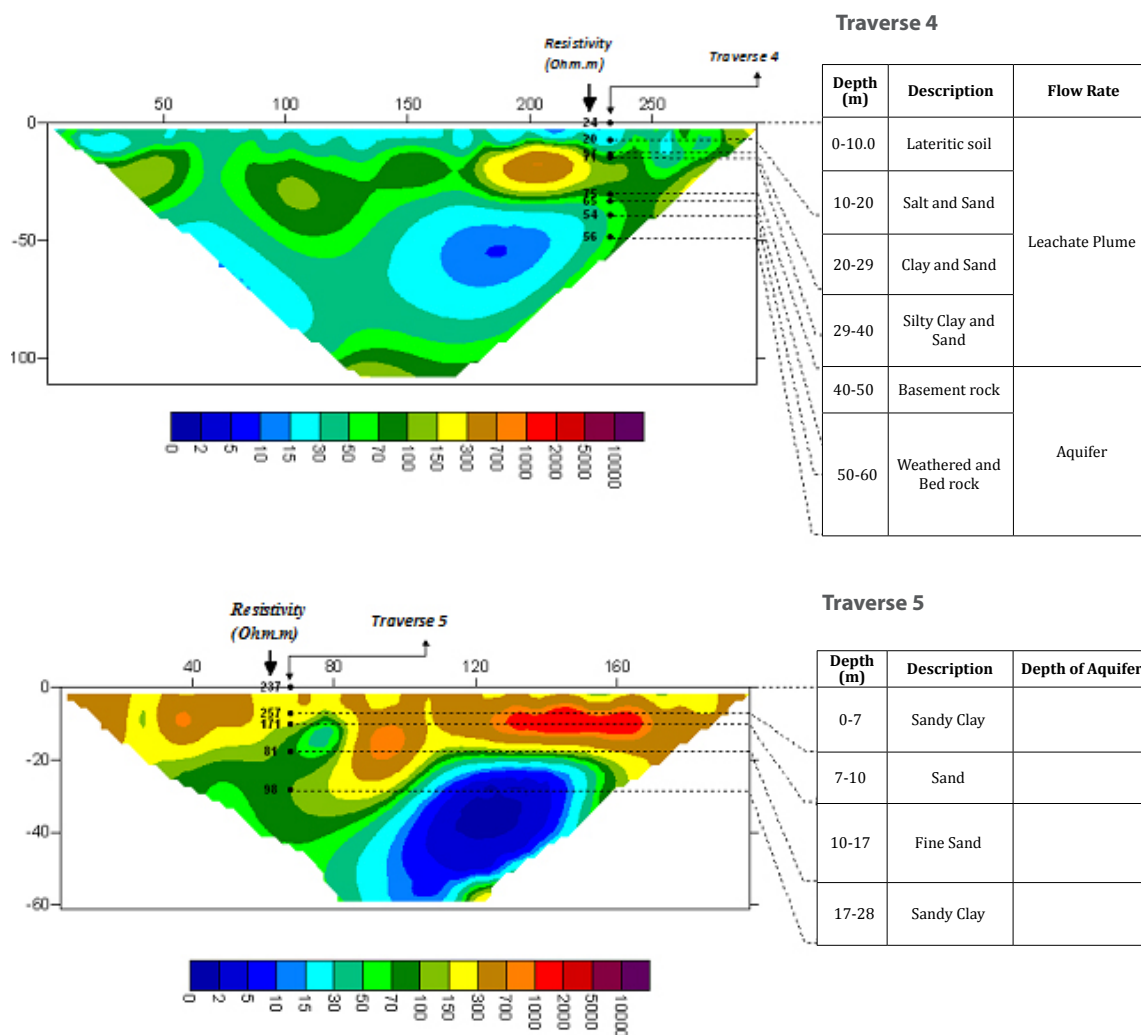 Traverse 4
Resistivity
(Ohm.m)
Traverse 4
50
100
150
200
250
0
-50
100
24
20
75
65
54
56
0
2
5
10
15
30
50
70
100
150
300
700
1000
2000
5000
10000
Depth (m) Description Flow Rate
0-10.0 Lateritic soil
10-20 Salt and Sand
20-29 Clay and Sand
Leachate Plume
29-40 Silty Clay and Sand
40-50 Basement rock
50-60 Weathered and Bed rock
Aquifer
Traverse 5
Resistivity
(Ohm.m)
Traverse 5
40
80
120
160
0
-20
-40
-60
237
257
171
81
98
0
2
5
10
15
30
50
70
100
150
300
700
1000
2000
5000
10000
Depth (m) Description Depth of Aquifer
0-7 Sandy Clay
7-10 Sand
10-17 Fine Sand
17-28 Sandy Clay